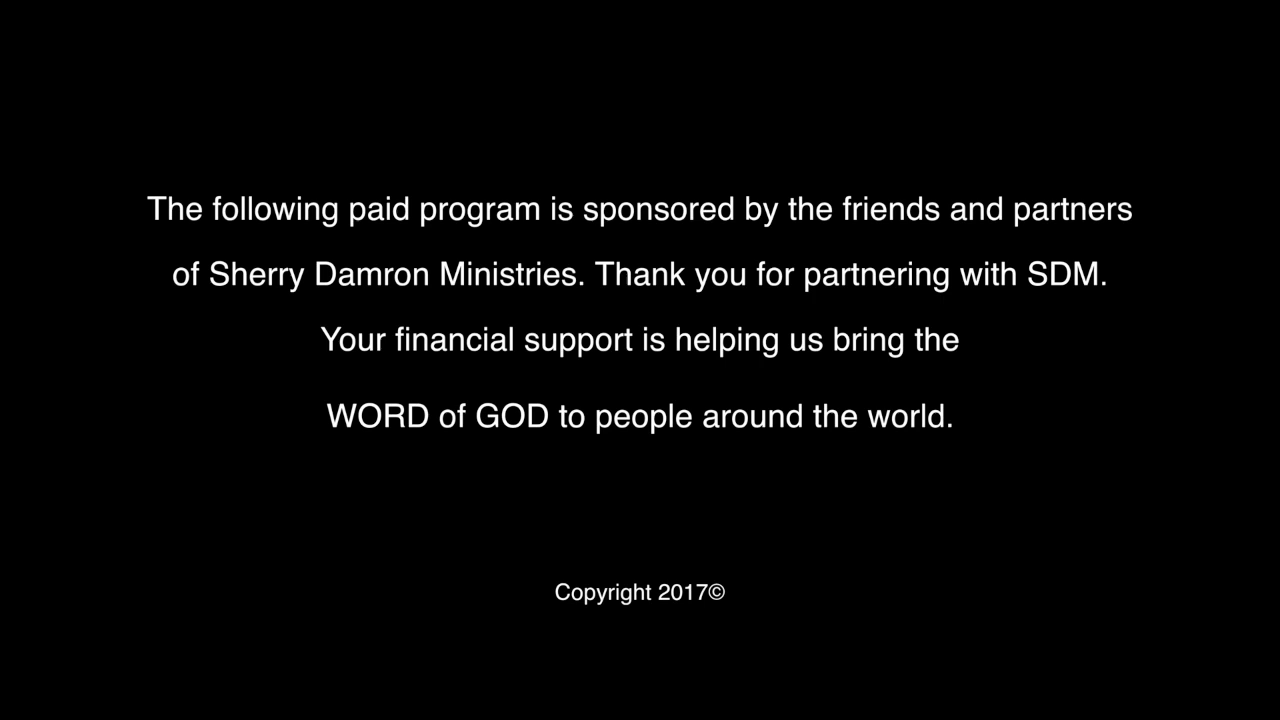 The following paid program is sponsored by the friends and partners
of Sherry Damron Ministries. Thank you for partnering with SDM.
Your financial support is helping us bring the
WORD of GOD to people around the world.
Copyright 2017©